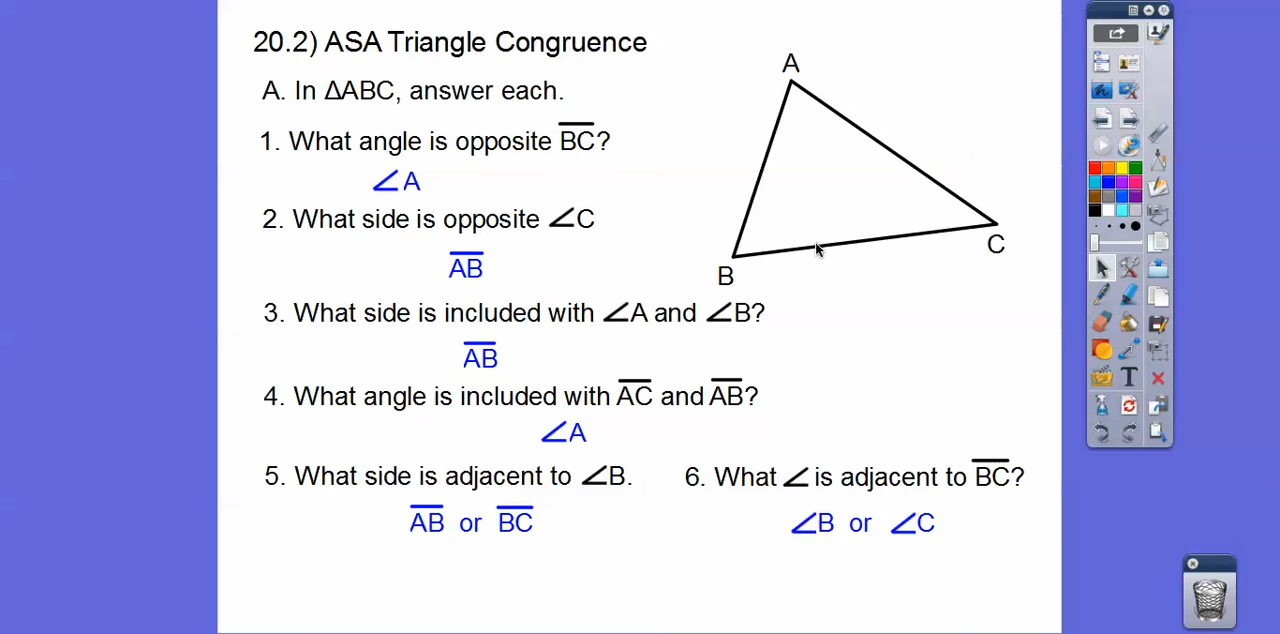 20.2) ASA Triangle Congruence
A. In ΔABC, answer each.
1. What angle is opposite B̅C̅?
∠A
2. What side is opposite ∠C
A̅B̅
3. What side is included with ∠A and ∠B?
A̅B̅
4. What angle is included with A̅C̅ and A̅B̅?
∠A
5. What side is adjacent to ∠B.
A̅B̅ or B̅C̅
6. What ∠ is adjacent to B̅C̅?
∠B or ∠C
A
B
C
T